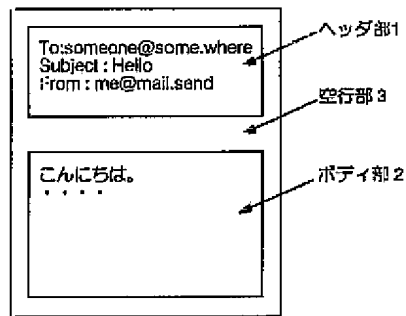 To:someone@some.where
Subject : Hello
From : me@mail.send
ヘッダ部1
空行部3
こんにちは。
・・・・
ボディ部2